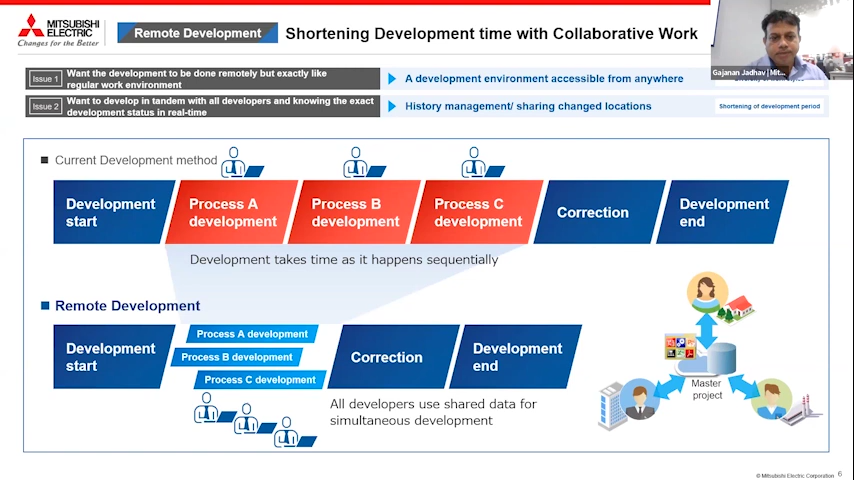 MITSUBISHI
ELECTRIC
Changes for the Better
Remote Development
Shortening Development time with Collaborative Work
Gajanan Jadhav | Mit...
Issue 1
Want the development to be done remotely but exactly like
regular work environment
A development environment accessible from anywhere
Issue 2
Want to develop in tandem with all developers and knowing the exact
development status in real-time
History management/ sharing changed locations
Shortening of development period
■ Current Development method
Development
start
Process A
development
Process B
development
Process C
development
Correction
Development
end
Development takes time as it happens sequentially
■ Remote Development
Development
start
Process A development
Process B development
Process C development
Correction
Development
end
All developers use shared data for
simultaneous development
Master
project
© Mitsubishi Electric Corporation
6